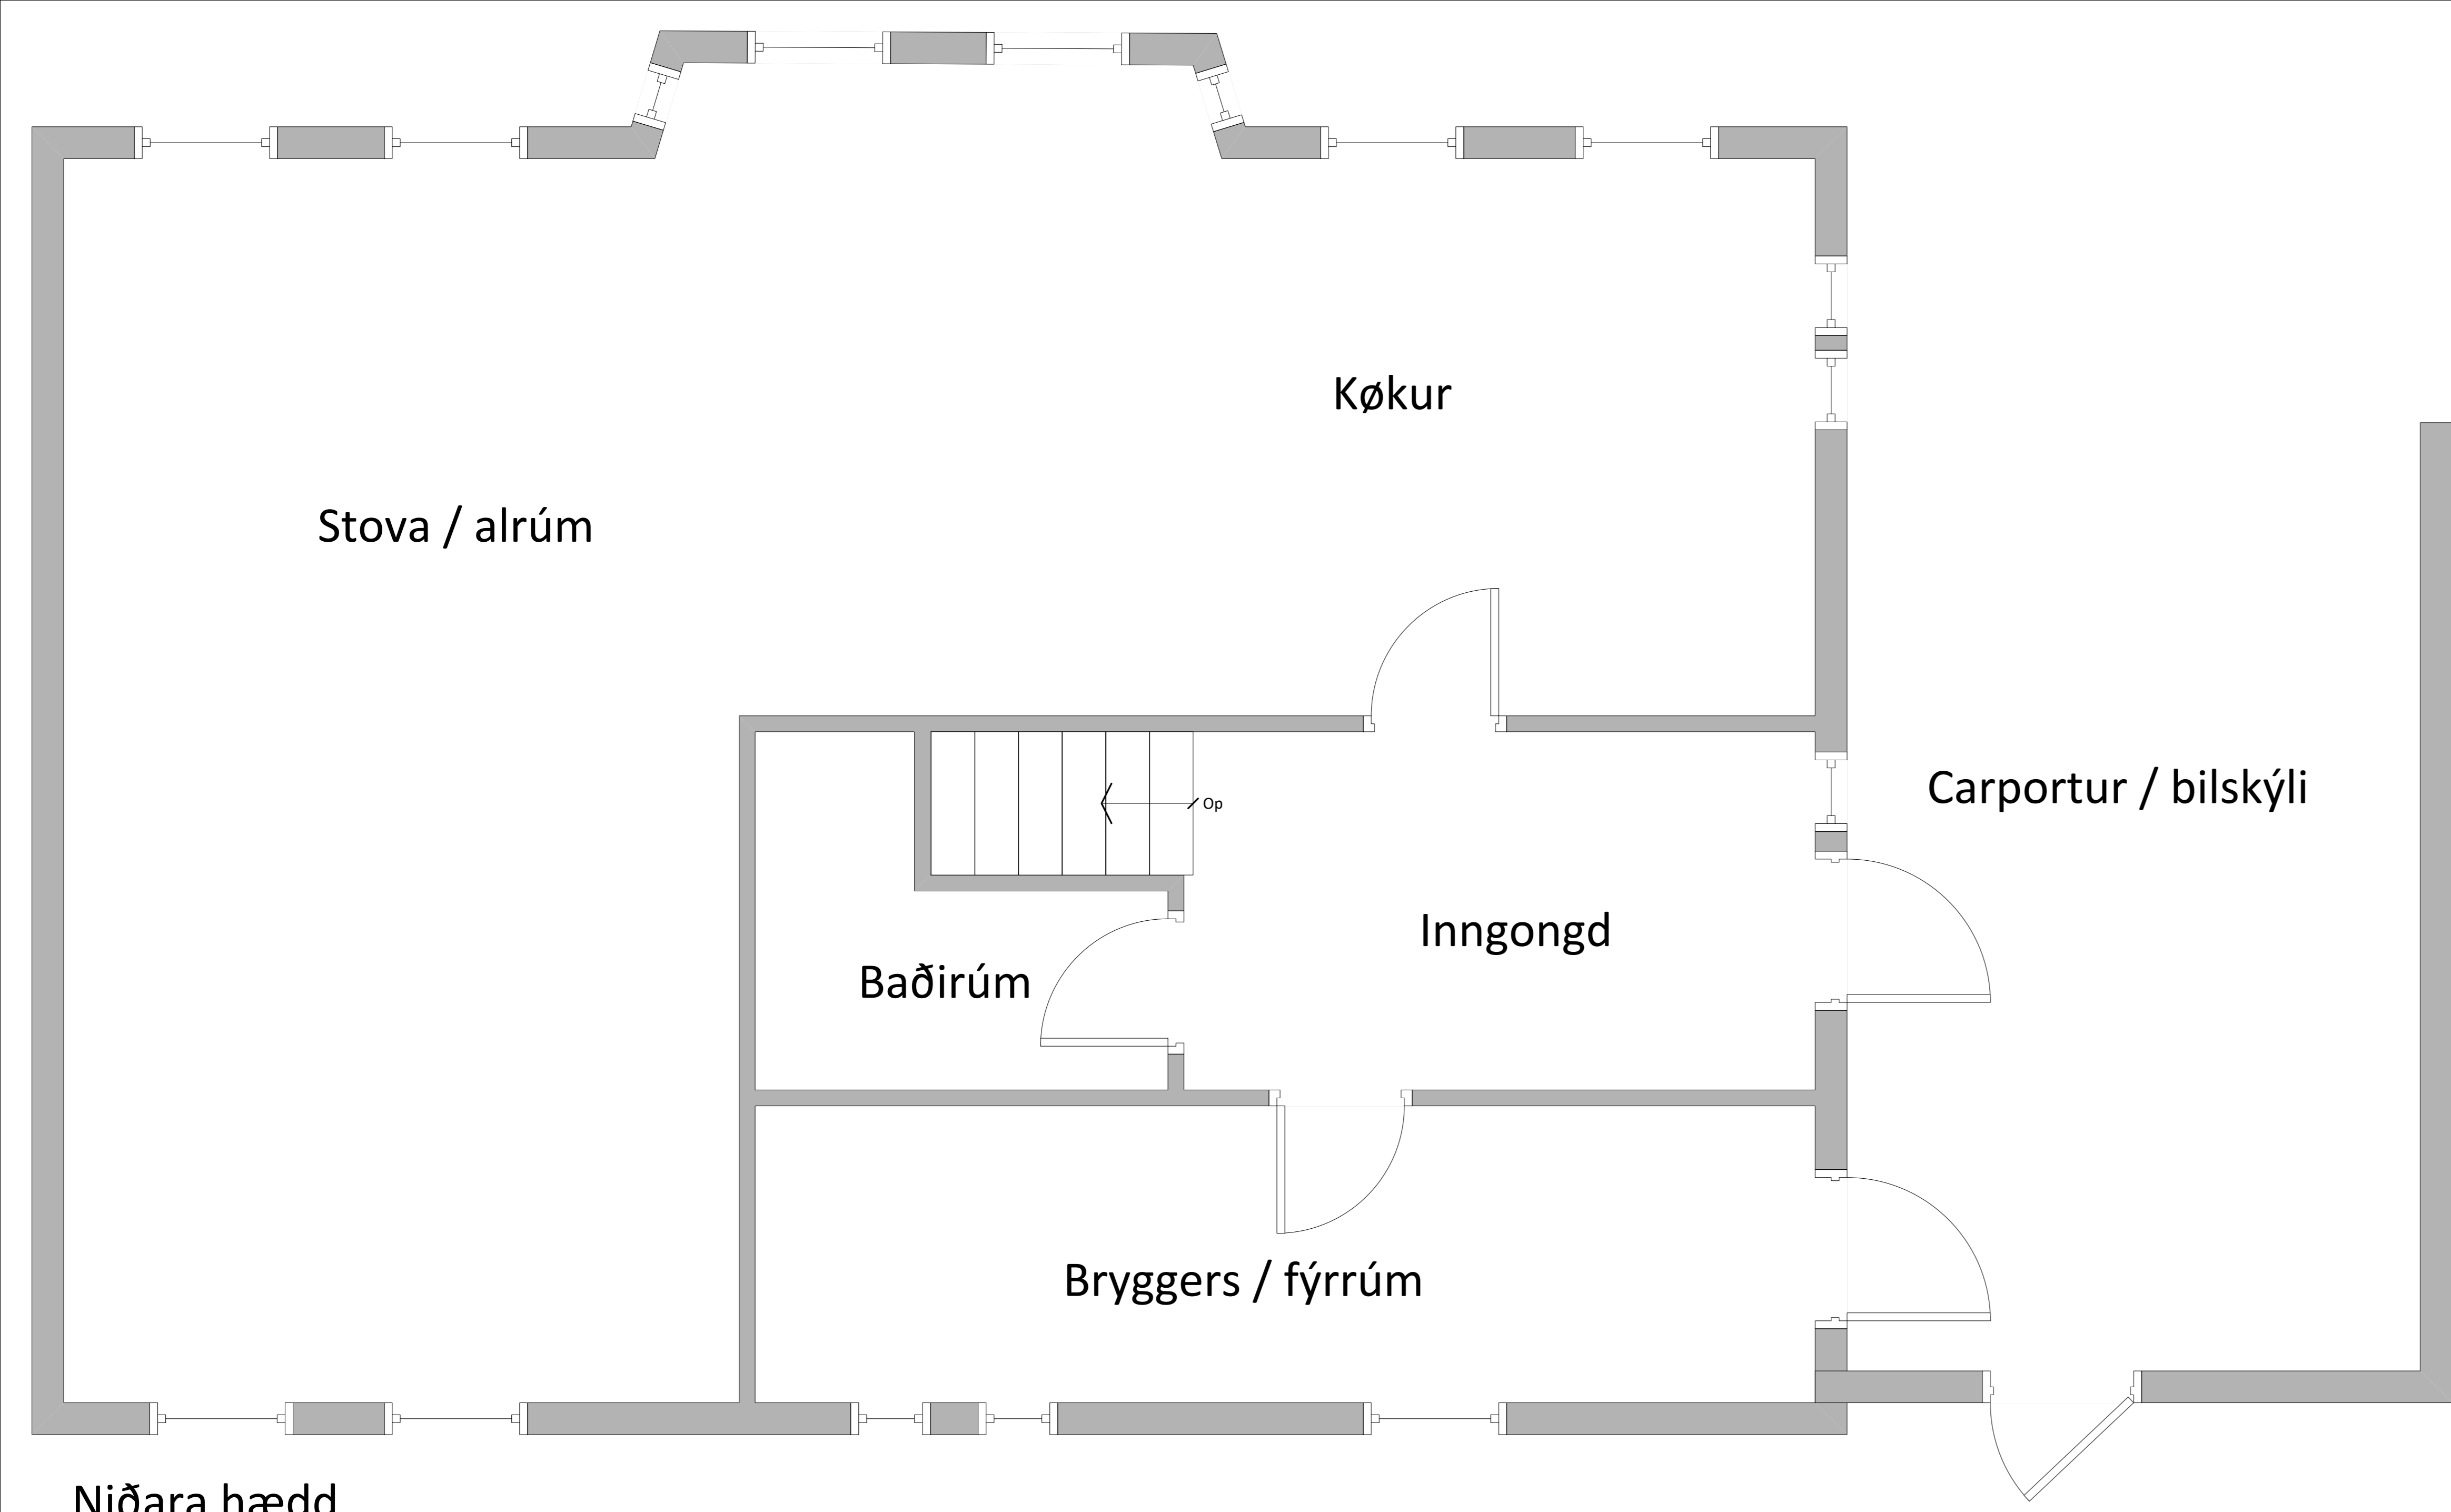 Køkur
Stova / alrúm
Carportur / bilskýli
Op
Inngongd
Baðirúm
Bryggers / fýrrúm
Niðara hædd